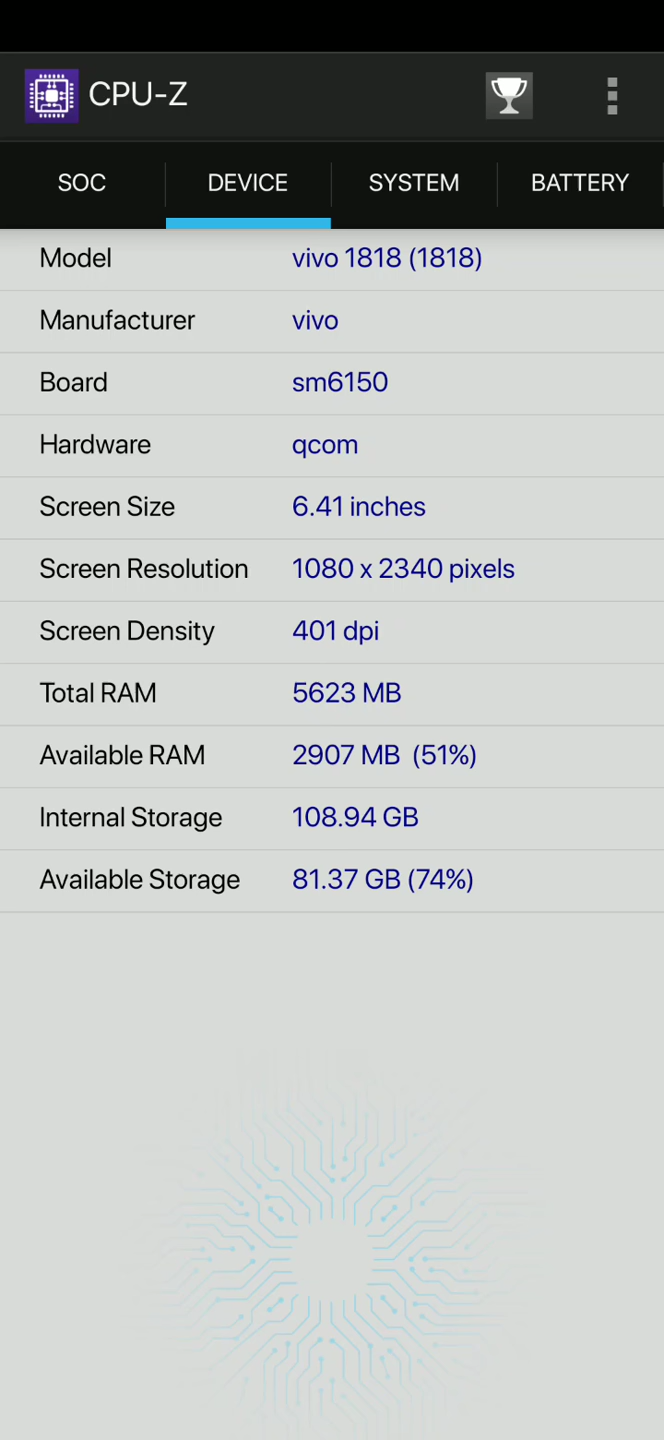 CPU-Z
SOC DEVICE SYSTEM BATTERY
Model vivo 1818 (1818)
Manufacturer vivo
Board sm6150
Hardware qcom
Screen Size 6.41 inches
Screen Resolution 1080 x 2340 pixels
Screen Density 401 dpi
Total RAM 5623 MB
Available RAM 2907 MB (51%)
Internal Storage 108.94 GB
Available Storage 81.37 GB (74%)